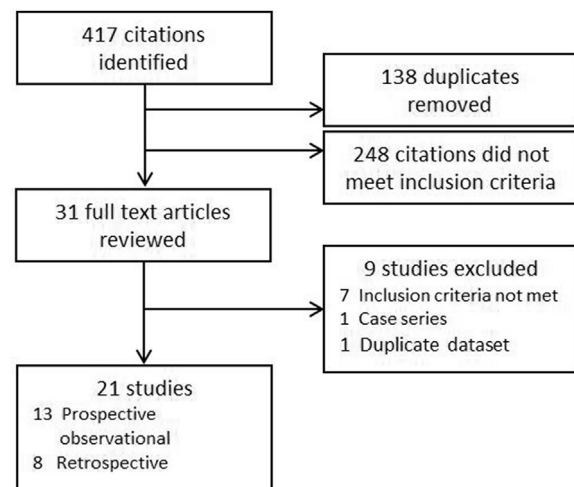 417 citations
identified
138 duplicates
removed
248 citations did not
meet inclusion criteria
31 full text articles
reviewed
9 studies excluded
7 Inclusion criteria not met
1 Case series
1 Duplicate dataset
21 studies
13 Prospective
observational
8 Retrospective